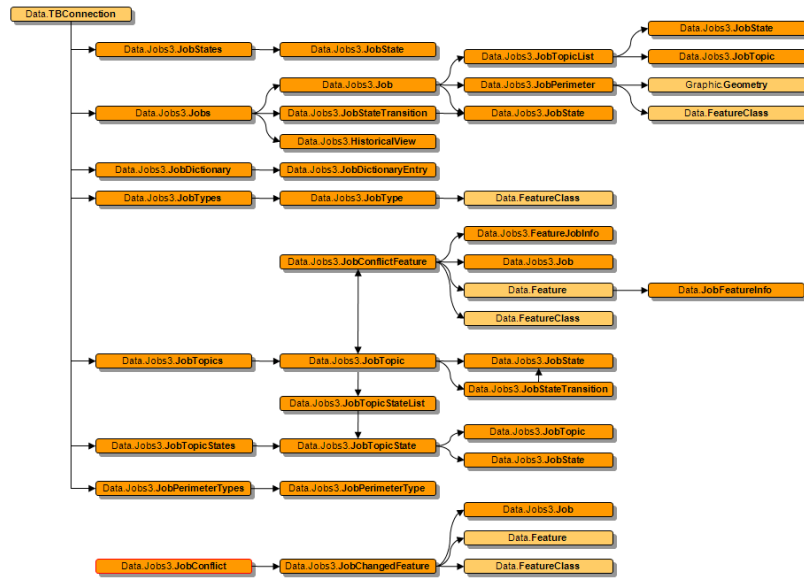 Data.TBConnection
Data.Jobs3.JobState
Data.Jobs3.JobStates
Data.Jobs3.JobState
Data.Jobs3.JobTopicList
Data.Jobs3.JobTopic
Data.Jobs3.Job
Data.Jobs3.JobPerimeter
Graphic.Geometry
Data.Jobs3.Jobs
Data.Jobs3.JobStateTransition
Data.Jobs3.JobState
Data.FeatureClass
Data.Jobs3.HistoricalView
Data.Jobs3.JobDictionary
Data.Jobs3.JobDictionaryEntry
Data.Jobs3.JobTypes
Data.Jobs3.JobType
Data.FeatureClass
Data.Jobs3.FeatureJobInfo
Data.Jobs3.JobConflictFeature
Data.Jobs3.Job
Data.Feature
Data.JobFeatureInfo
Data.FeatureClass
Data.Jobs3.JobTopics
Data.Jobs3.JobTopic
Data.Jobs3.JobState
Data.Jobs3.JobStateTransition
Data.Jobs3.JobTopicStateList
Data.Jobs3.JobTopic
Data.Jobs3.JobTopicStates
Data.Jobs3.JobTopicState
Data.Jobs3.JobState
Data.Jobs3.JobPerimeterTypes
Data.Jobs3.JobPerimeterType
Data.Jobs3.Job
Data.Feature
Data.Jobs3.JobConflict
Data.Jobs3.JobChangedFeature
Data.FeatureClass